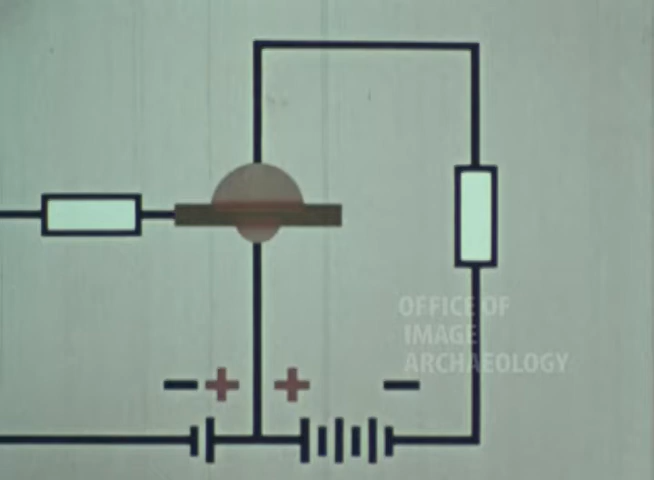 − + + −
OFFICE OF
IMAGE
ARCHAEOLOGY